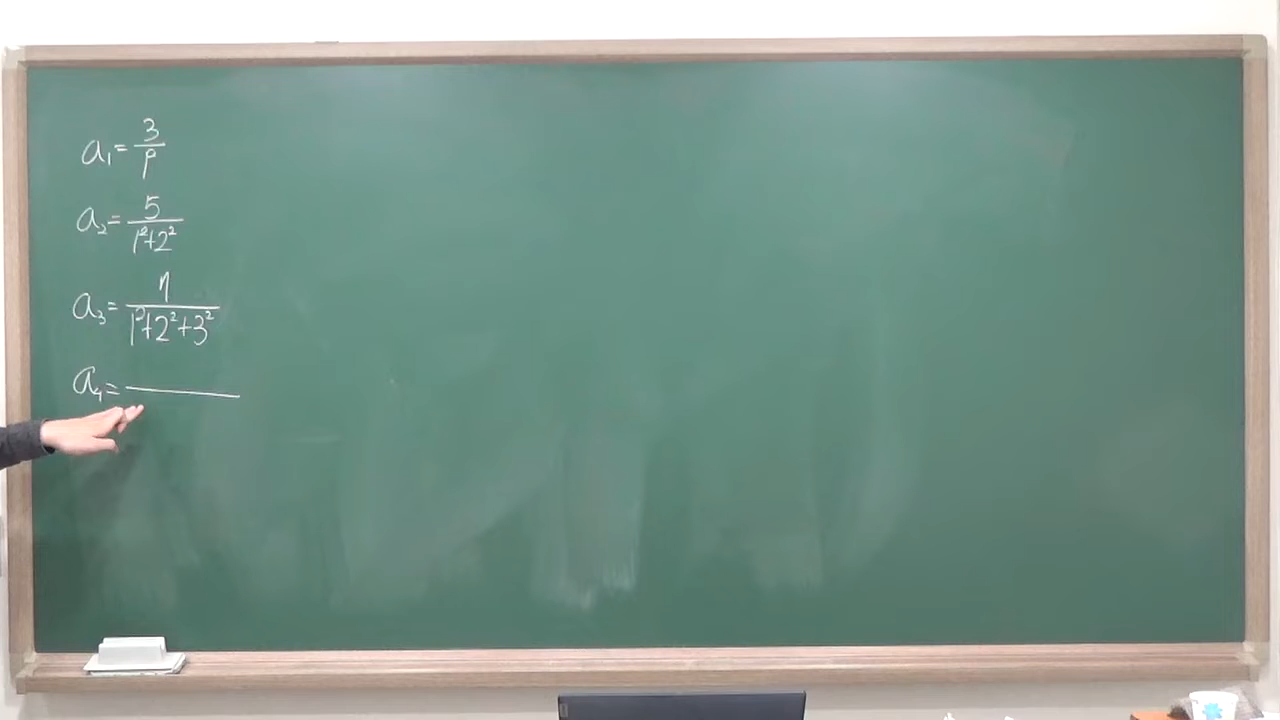 a₁ = 3/1²
a₂ = 5/(1²+2²)
a₃ = 7/(1²+2²+3²)
a₄ =